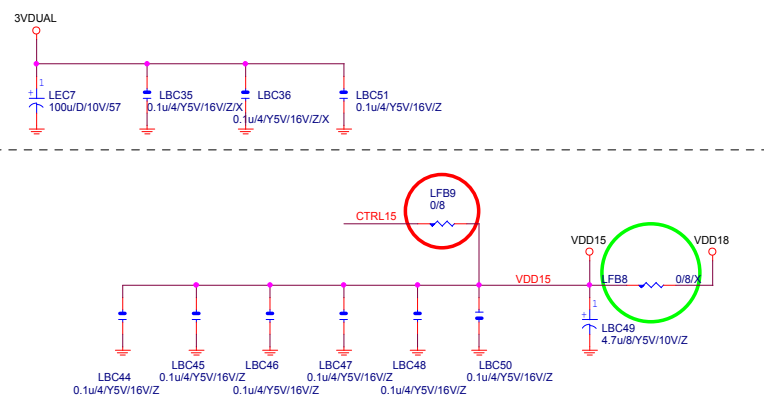 3VDUAL
1
+
LEC7
100u/D/10V/57
LBC35
0.1u/4/Y5V/16V/Z/X
LBC36
0.1u/4/Y5V/16V/Z/X
LBC51
0.1u/4/Y5V/16V/Z
LFB9
0/8
CTRL15
VDD15
VDD18
VDD15
LFB8
0/8/X
1
+
LBC49
4.7u/8/Y5V/10V/Z
LBC44
0.1u/4/Y5V/16V/Z
LBC45
0.1u/4/Y5V/16V/Z
LBC46
0.1u/4/Y5V/16V/Z
LBC47
0.1u/4/Y5V/16V/Z
LBC48
0.1u/4/Y5V/16V/Z
LBC50
0.1u/4/Y5V/16V/Z